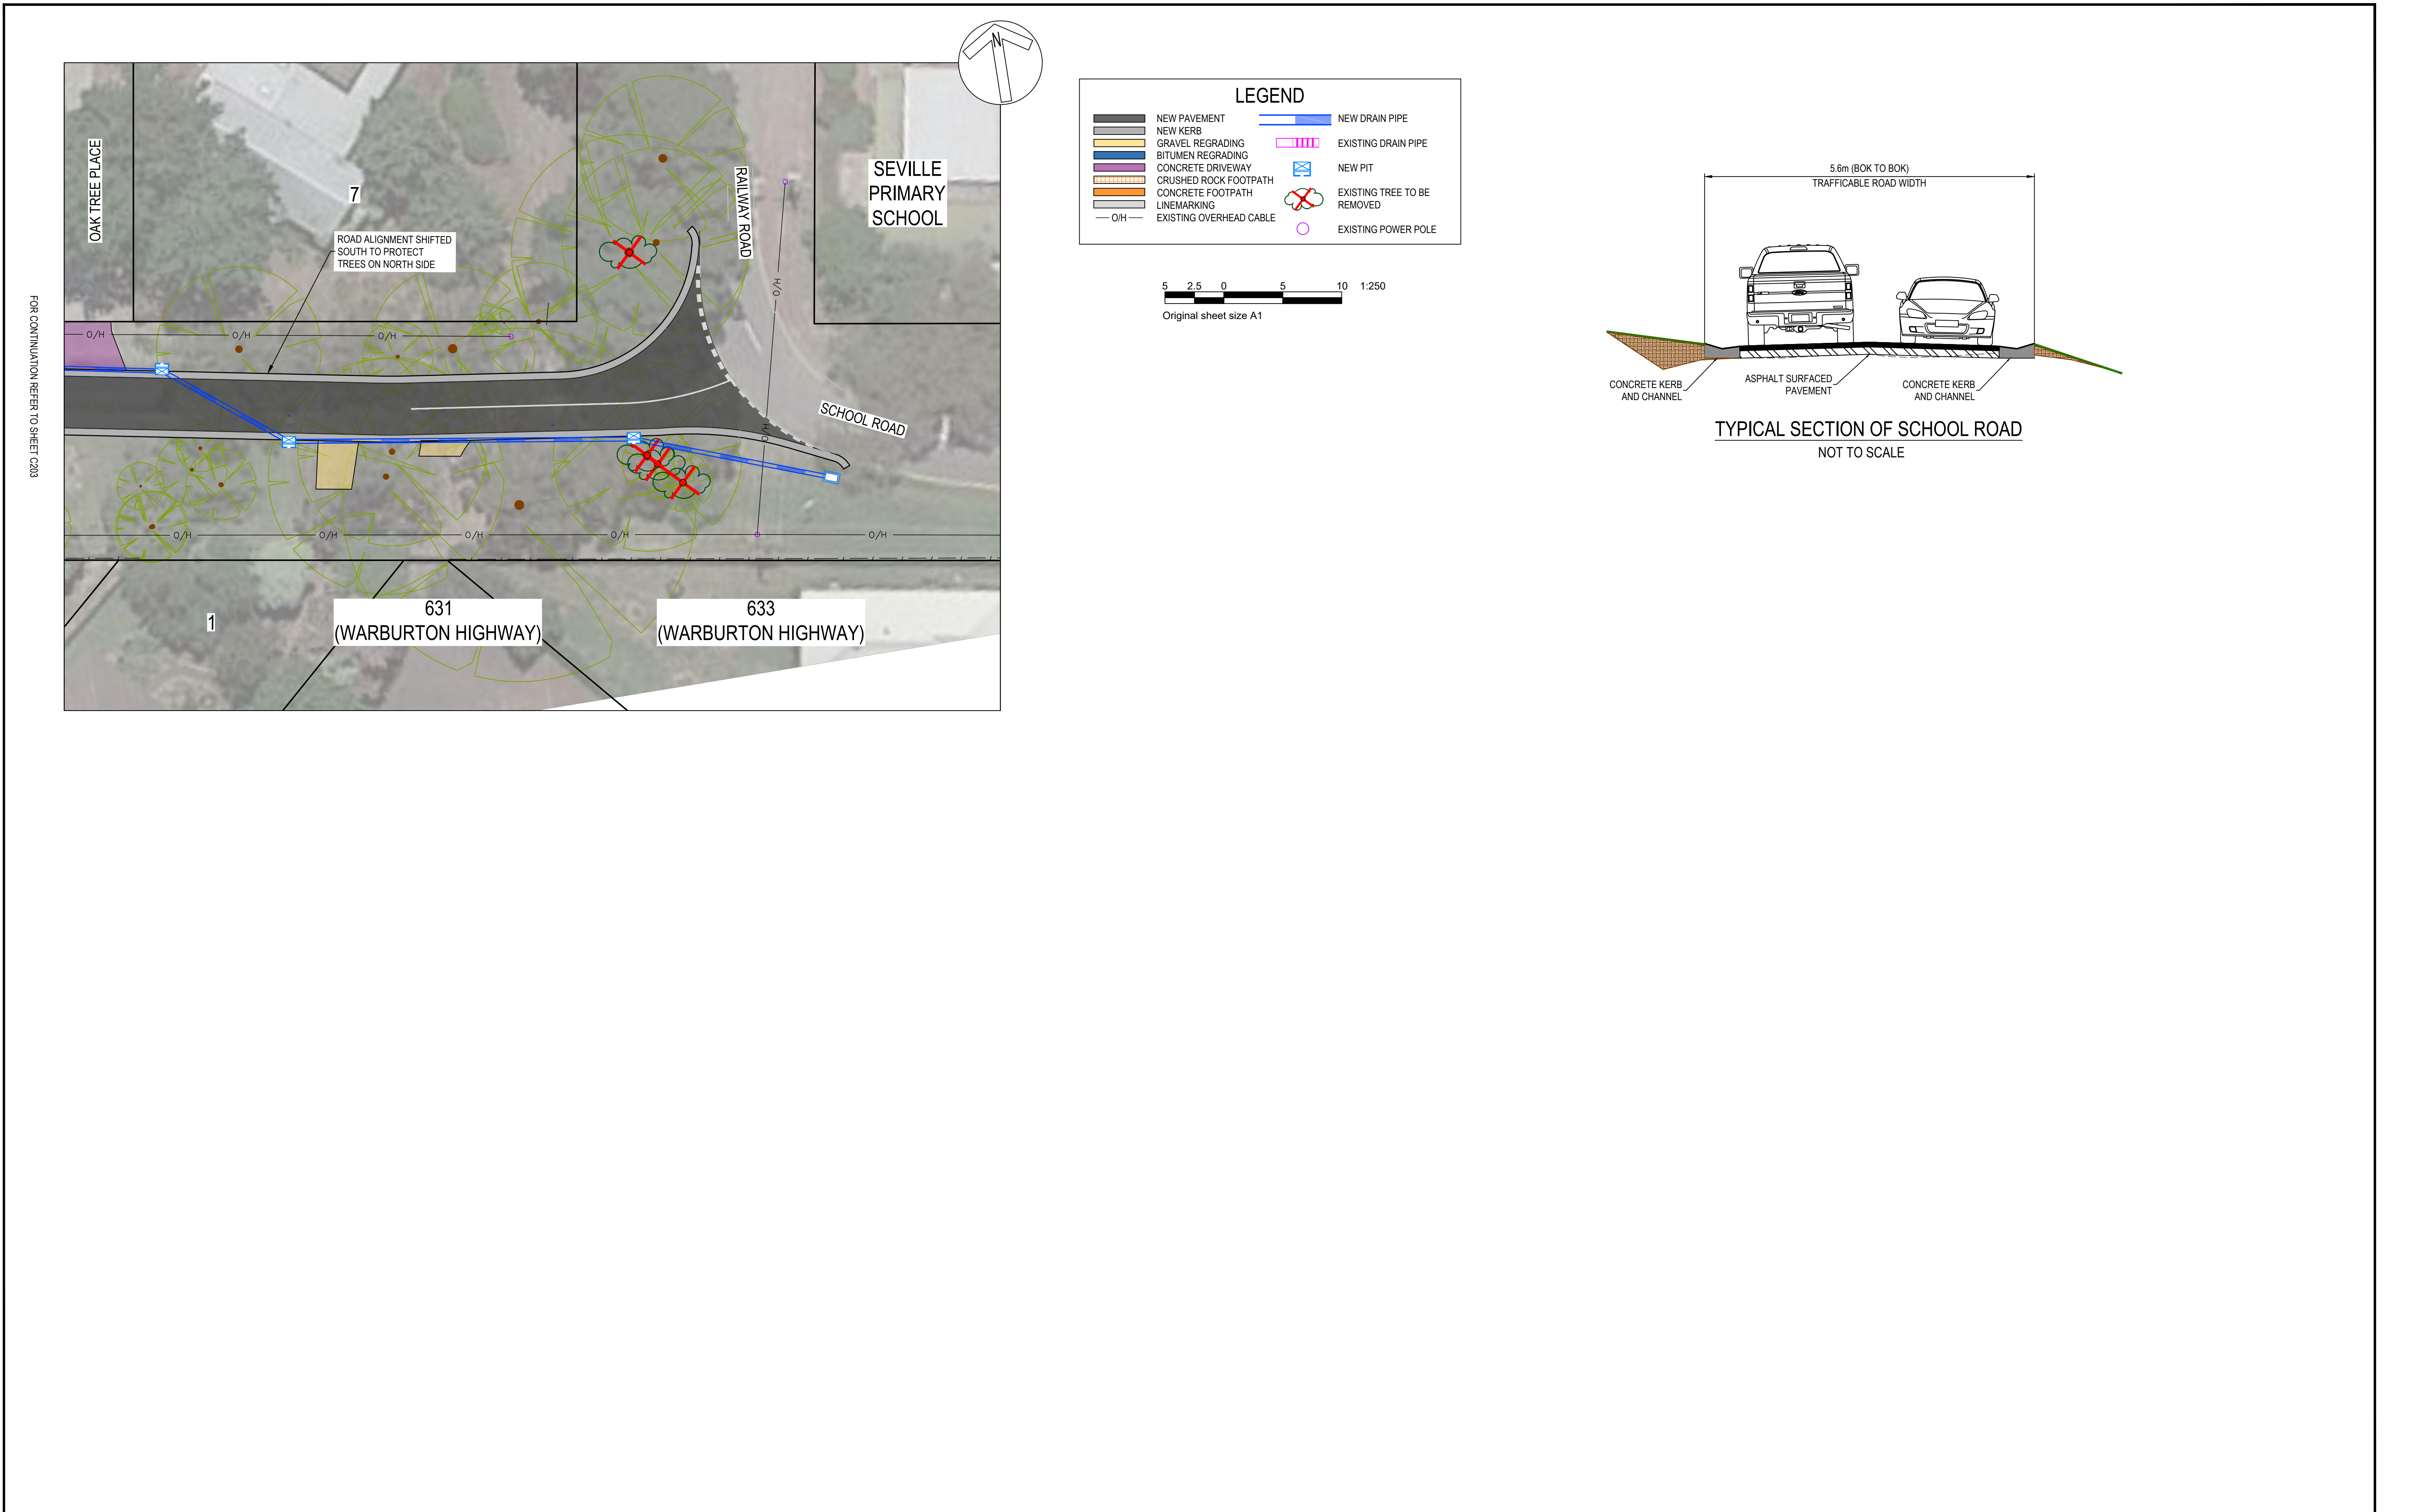 N
OAK TREE PLACE
7
ROAD ALIGNMENT SHIFTED
SOUTH TO PROTECT
TREES ON NORTH SIDE
RAILWAY ROAD
SEVILLE
PRIMARY
SCHOOL
O/H
O/H
O/H
O/H
O/H
SCHOOL ROAD
FOR CONTINUATION REFER TO SHEET C203
O/H
O/H
O/H
O/H
O/H
1
631
(WARBURTON HIGHWAY)
633
(WARBURTON HIGHWAY)
LEGEND
NEW PAVEMENT
NEW KERB
GRAVEL REGRADING
BITUMEN REGRADING
CONCRETE DRIVEWAY
CRUSHED ROCK FOOTPATH
CONCRETE FOOTPATH
LINEMARKING
O/H EXISTING OVERHEAD CABLE
NEW DRAIN PIPE
EXISTING DRAIN PIPE
NEW PIT
EXISTING TREE TO BE
REMOVED
EXISTING POWER POLE
5 2.5 0 5 10 1:250
Original sheet size A1
5.6m (BOK TO BOK)
TRAFFICABLE ROAD WIDTH
CONCRETE KERB
AND CHANNEL
ASPHALT SURFACED
PAVEMENT
CONCRETE KERB
AND CHANNEL
TYPICAL SECTION OF SCHOOL ROAD
NOT TO SCALE